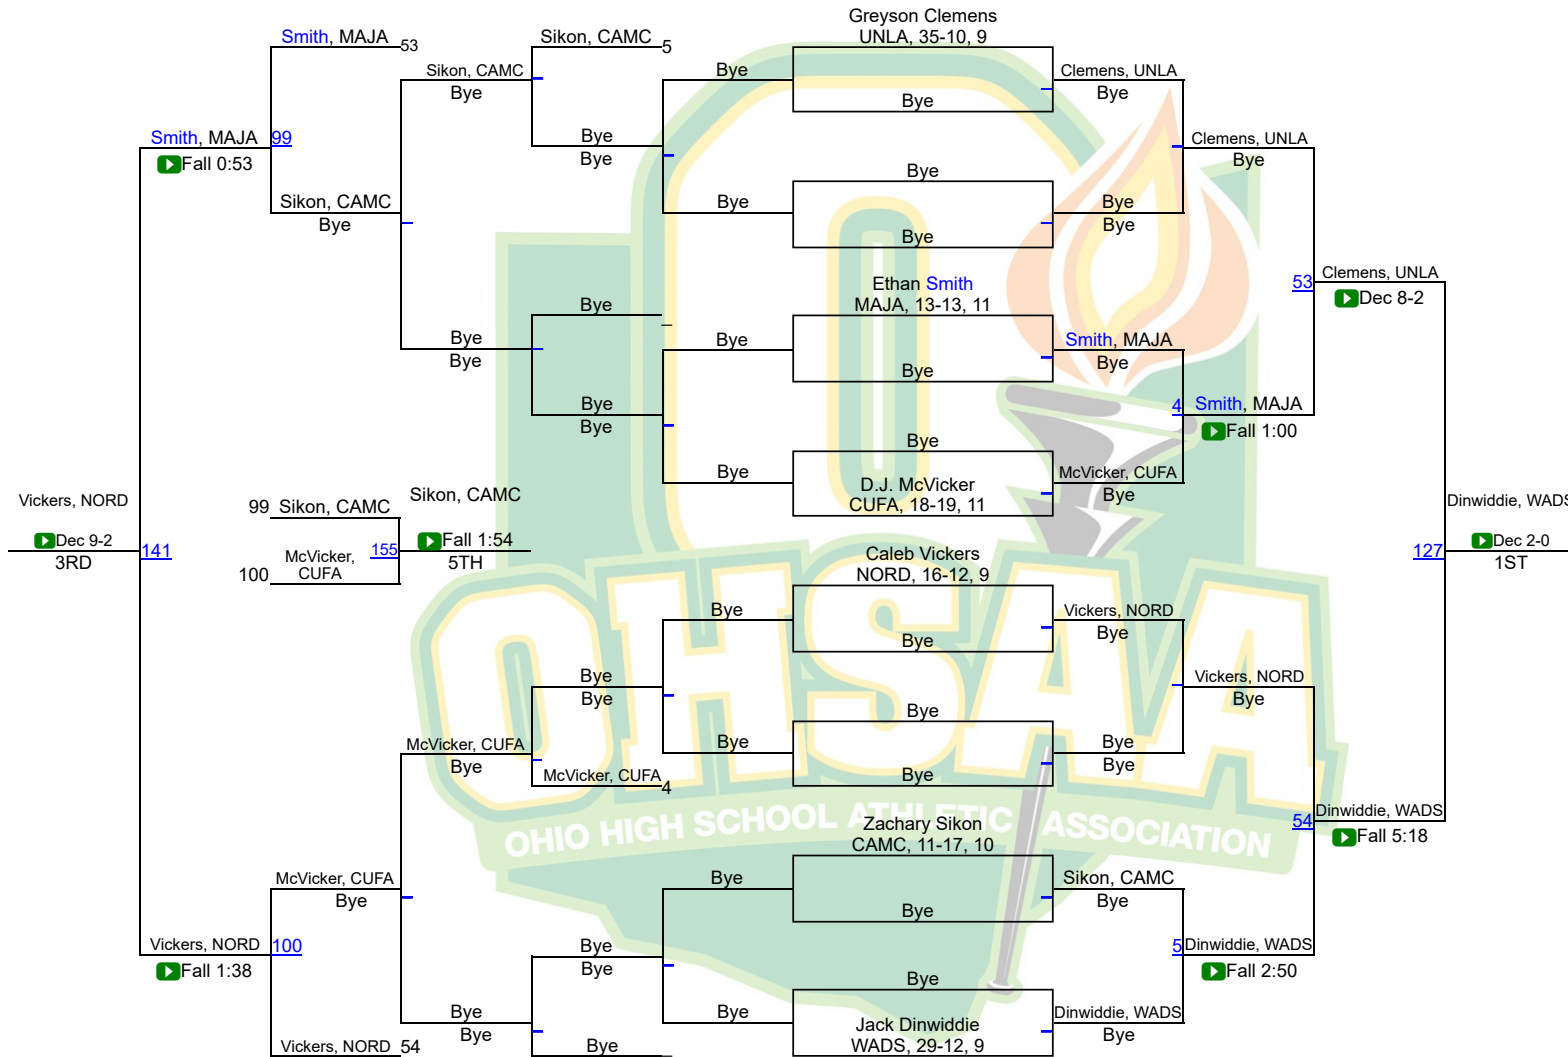 Greyson Clemens
UNLA, 35-10, 9
Smith, MAJA 53
Sikon, CAMC 5
Sikon, CAMC
Bye
Bye
Bye
Clemens, UNLA
Bye
Smith, MAJA 99
Fall 0:53
Bye
Bye
Clemens, UNLA
Bye
Sikon, CAMC
Bye
Bye
Bye
Bye
Bye
Bye
Ethan Smith
MAJA, 13-13, 11
53 Clemens, UNLA
Dec 8-2
Bye
Bye
Bye
Bye
Bye
Smith, MAJA
Bye
Bye
Bye
4 Smith, MAJA
Fall 1:00
Bye
Bye
D.J. McVicker
CUFA, 18-19, 11
McVicker, CUFA
Bye
Vickers, NORD
Dec 9-2
3RD
141
99 Sikon, CAMC
100 McVicker,
CUFA
155
Sikon, CAMC
Fall 1:54
5TH
127
Dinwiddie, WADS
Dec 2-0
1ST
Caleb Vickers
NORD, 16-12, 9
Bye
Bye
Vickers, NORD
Bye
Bye
Bye
Vickers, NORD
Bye
McVicker, CUFA
Bye
McVicker, CUFA
4
Bye
Bye
Bye
Bye
Bye
OHSAA
OHIO HIGH SCHOOL ATHLETIC ASSOCIATION
54 Dinwiddie, WADS
Fall 5:18
Zachary Sikon
CAMC, 11-17, 10
McVicker, CUFA
Bye
Bye
Bye
Sikon, CAMC
Bye
Vickers, NORD 100
Fall 1:38
Bye
Bye
5 Dinwiddie, WADS
Fall 2:50
Bye
Bye
Bye
Bye
Jack Dinwiddie
WADS, 29-12, 9
Dinwiddie, WADS
Bye
Vickers, NORD 54
Bye